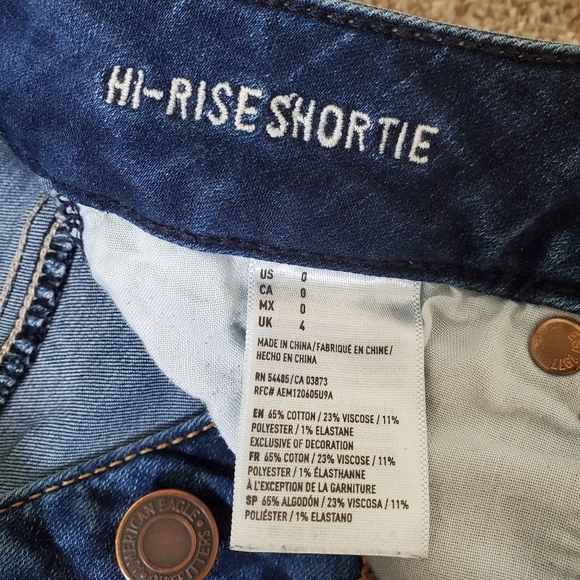 HI-RISE SHORTIE
US 0
CA 0
MX 0
UK 4
MADE IN CHINA/FABRIQUÉ EN CHINE/
HECHO EN CHINA
RN 54485/CA 03873
RFC# AEM120605U9A
EN 65% COTTON / 23% VISCOSE / 11%
POLYESTER / 1% ELASTANE
EXCLUSIVE OF DECORATION
FR 65% COTON / 23% VISCOSE / 11%
POLYESTER / 1% ÉLASTHANNE
À L'EXCEPTION DE LA GARNITURE
SP 65% ALGODÓN / 23% VISCOSA / 11%
POLIÉSTER / 1% ELASTANO
AMERICAN EAGLE
OUTFITTERS
1977